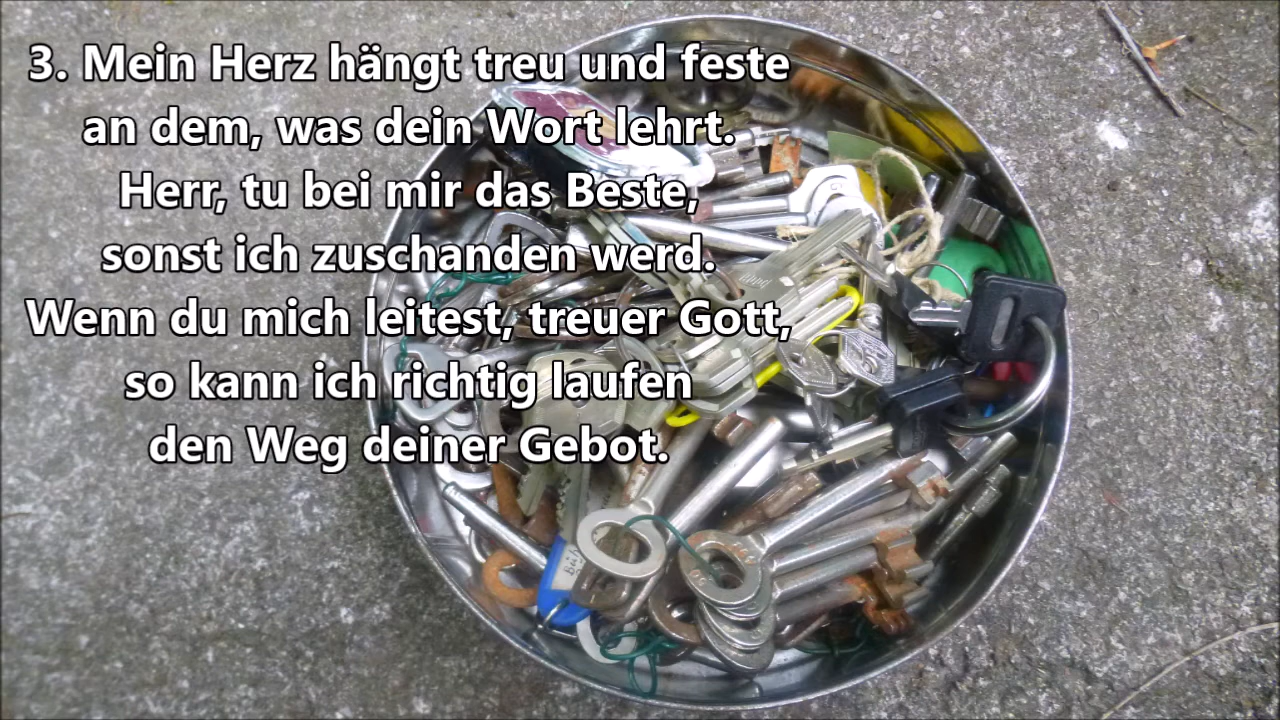 3. Mein Herz hängt treu und feste
an dem, was dein Wort lehrt.
Herr, tu bei mir das Beste,
sonst ich zuschanden werd.
Wenn du mich leitest, treuer Gott,
so kann ich richtig laufen
den Weg deiner Gebot.